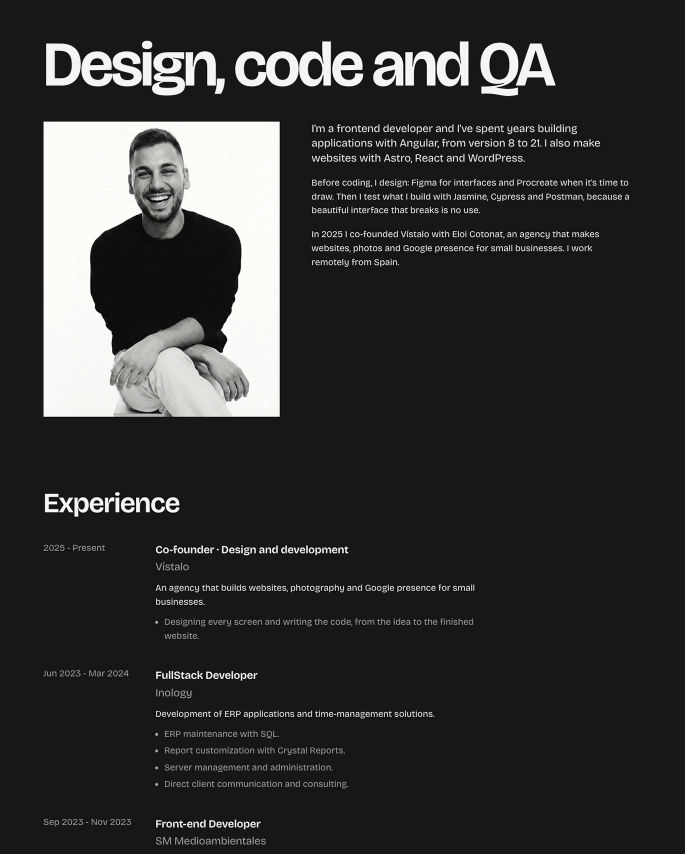 Design, code and QA
I'm a frontend developer and I've spent years building
applications with Angular, from version 8 to 21. I also make
websites with Astro, React and WordPress.
Before coding, I design: Figma for interfaces and Procreate when it's time to
draw. Then I test what I build with Jasmine, Cypress and Postman, because a
beautiful interface that breaks is no use.
In 2025 I co-founded Vístalo with Eloi Cotonat, an agency that makes
websites, photos and Google presence for small businesses. I work
remotely from Spain.
Experience
2025 - Present
Co-founder · Design and development
Vístalo
An agency that builds websites, photography and Google presence for small
businesses.
• Designing every screen and writing the code, from the idea to the finished
website.
Jun 2023 - Mar 2024
FullStack Developer
Inology
Development of ERP applications and time-management solutions.
• ERP maintenance with SQL.
• Report customization with Crystal Reports.
• Server management and administration.
• Direct client communication and consulting.
Sep 2023 - Nov 2023
Front-end Developer
SM Medioambientales